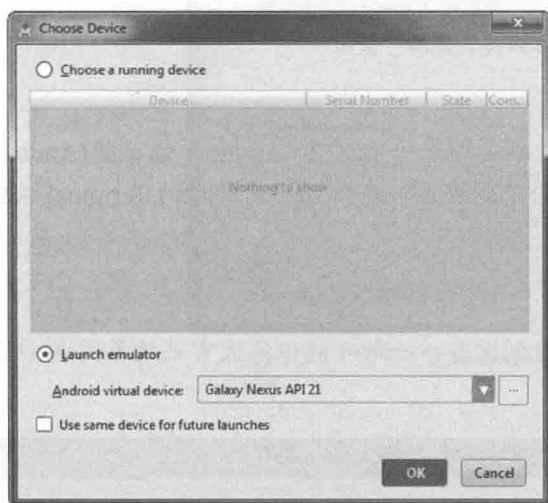 Choose Device
Choose a running device
Device Serial Number State Com...
Nothing to show
Launch emulator
Android virtual device: Galaxy Nexus API 21 ...
Use same device for future launches
OK Cancel